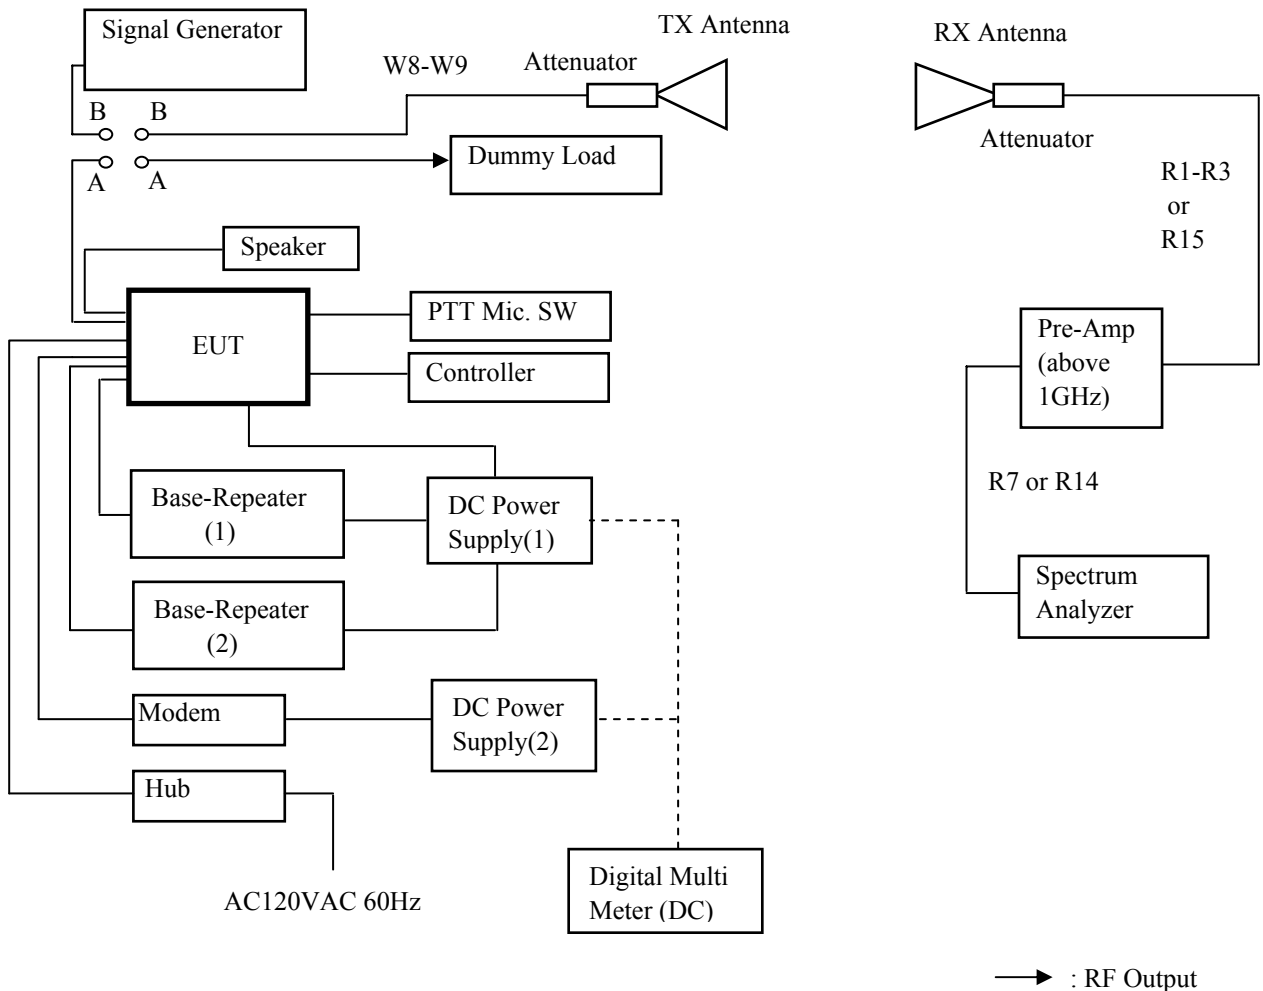 Signal Generator
TX Antenna
RX Antenna
W8-W9
Attenuator
B
B
Attenuator
Dummy Load
A
A
R1-R3
or
R15
Speaker
PTT Mic. SW
EUT
Controller
Pre-Amp
(above
1GHz)
Base-Repeater
(1)
DC Power
Supply(1)
R7 or R14
Spectrum
Analyzer
Base-Repeater
(2)
Modem
DC Power
Supply(2)
Hub
AC120VAC 60Hz
Digital Multi
Meter (DC)
: RF Output